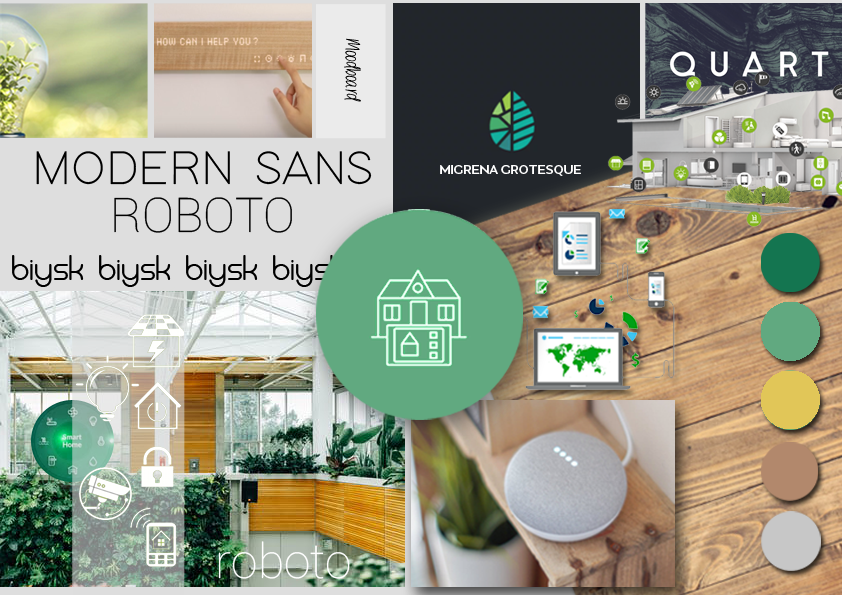 HOW CAN I HELP YOU?
Moodboard
QUART
MIGRENA GROTESQUE
MODERN SANS
ROBOTO
biysk biysk biysk biysk
Smart
Home
$
roboto